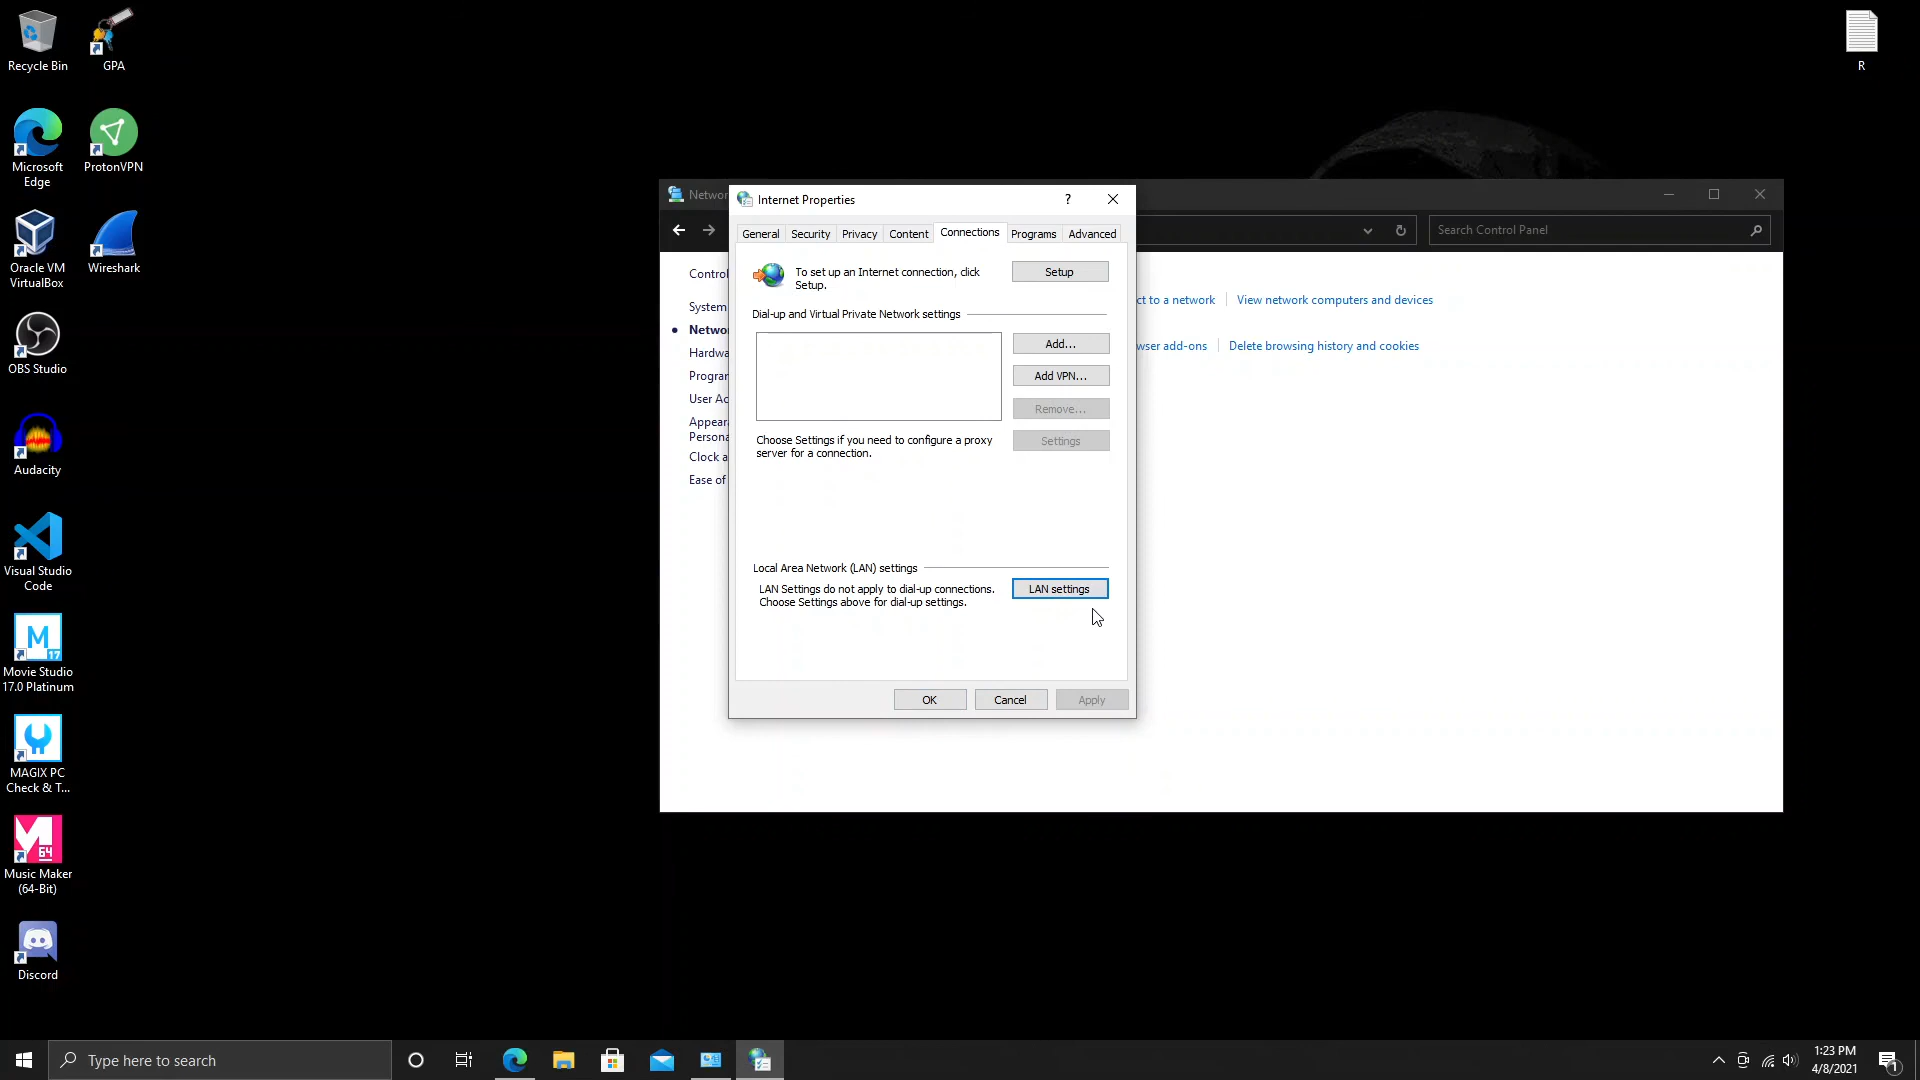 Recycle Bin
GPA
R
Microsoft
Edge
ProtonVPN
Oracle VM
VirtualBox
Wireshark
OBS Studio
Audacity
Visual Studio
Code
M
17
Movie Studio
17.0 Platinum
MAGIX PC
Check & T...
64
Music Maker
(64-Bit)
Discord
Networ
Search Control Panel
Control
System
Networ
Hardwa
Progran
User Ac
Appeara
Persona
Clock a
Ease of
ct to a network
View network computers and devices
wser add-ons
Delete browsing history and cookies
Internet Properties
?
General
Security
Privacy
Content
Connections
Programs
Advanced
To set up an Internet connection, click
Setup.
Setup
Dial-up and Virtual Private Network settings
Add...
Add VPN...
Remove...
Choose Settings if you need to configure a proxy
server for a connection.
Settings
Local Area Network (LAN) settings
LAN Settings do not apply to dial-up connections.
Choose Settings above for dial-up settings.
LAN settings
OK
Cancel
Apply
Type here to search
1:23 PM
4/8/2021
1